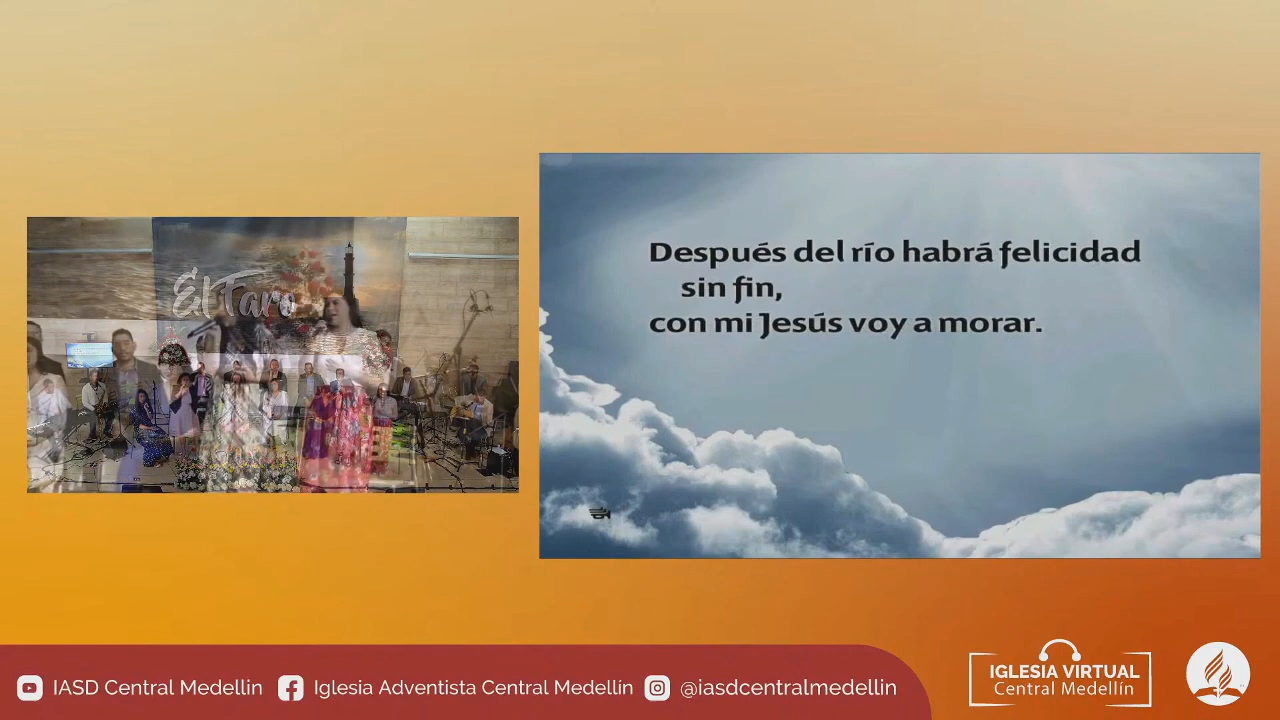 El Faro
Después del río habrá felicidad
sin fin,
con mi Jesús voy a morar.
IASD Central Medellin
Iglesia Adventista Central Medellín
@iasdcentralmedellin
IGLESIA VIRTUAL
Central Medellín